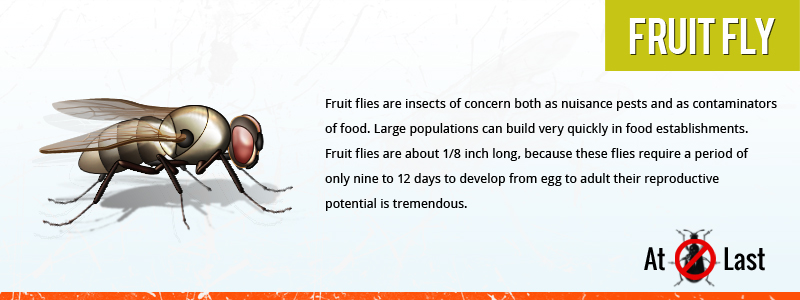 FRUIT FLY
Fruit flies are insects of concern both as nuisance pests and as contaminators
of food. Large populations can build very quickly in food establishments.
Fruit flies are about 1/8 inch long, because these flies require a period of
only nine to 12 days to develop from egg to adult their reproductive
potential is tremendous.
At Last